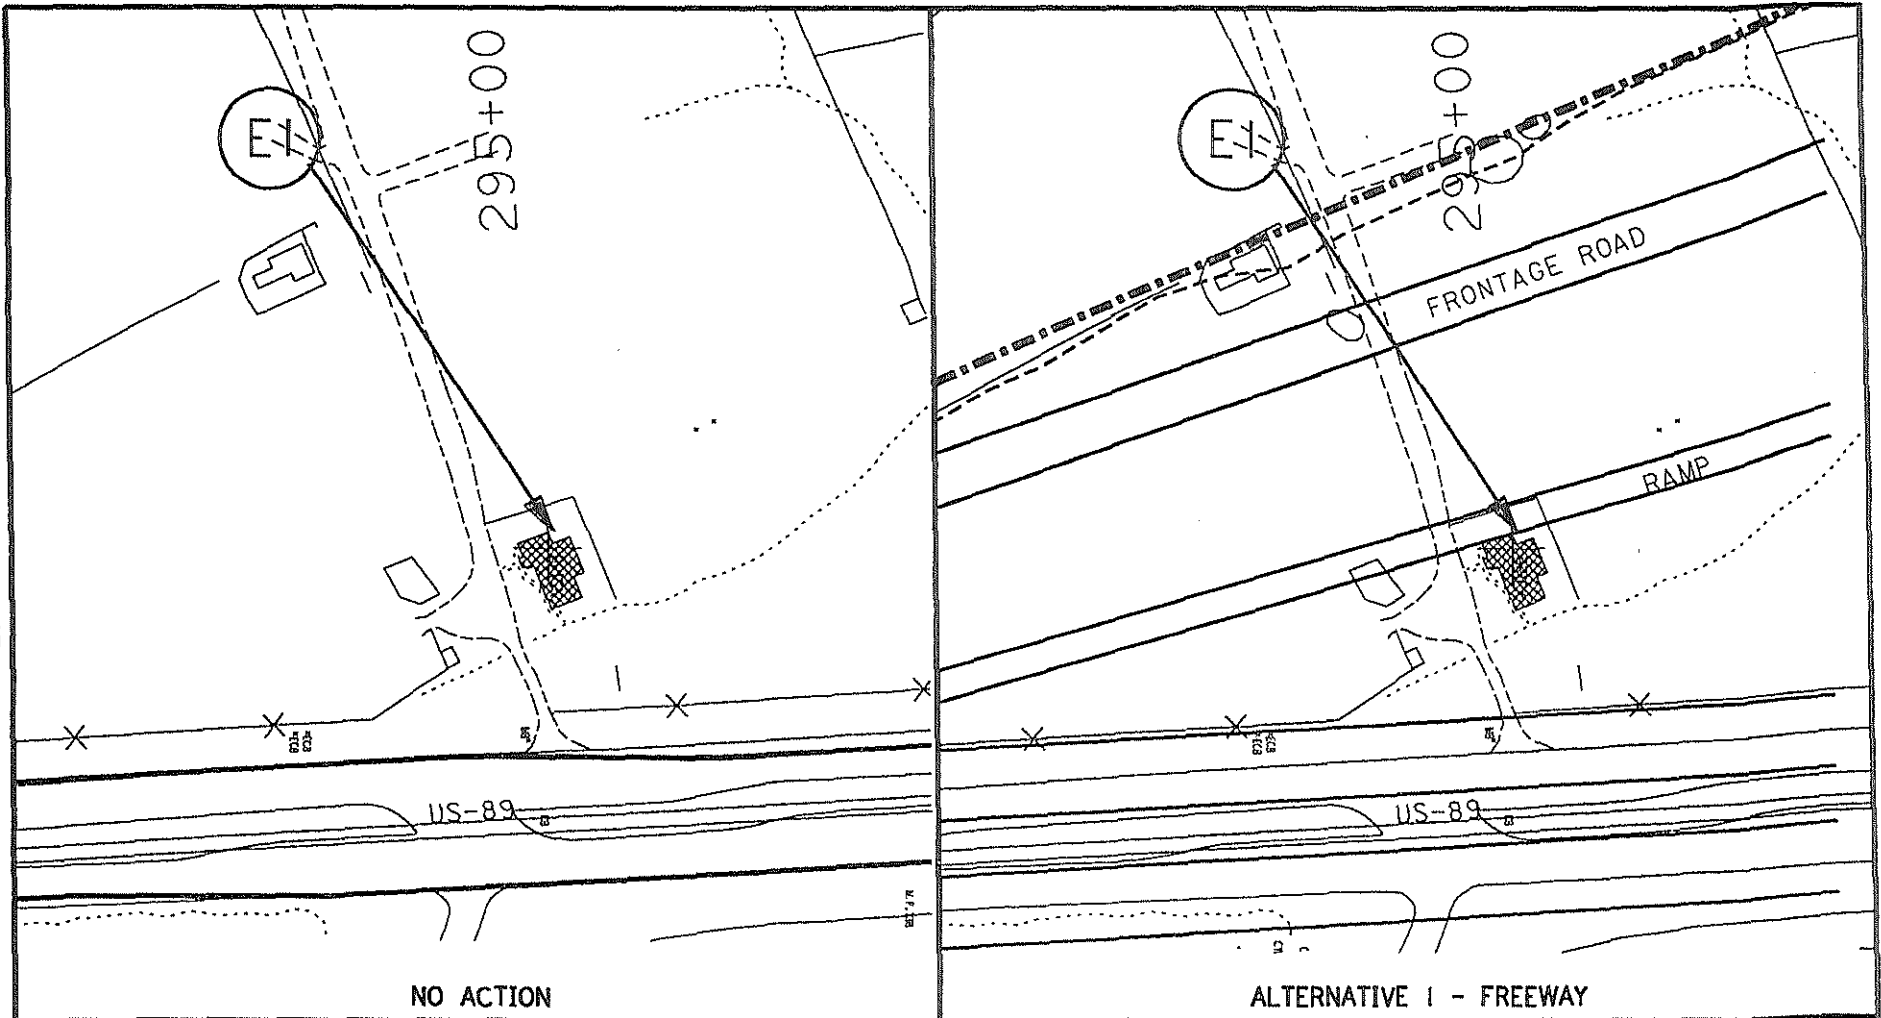 E1
295+00
US-89
NO ACTION
E1
295+00
FRONTAGE ROAD
RAMP
US-89
ALTERNATIVE 1 - FREEWAY